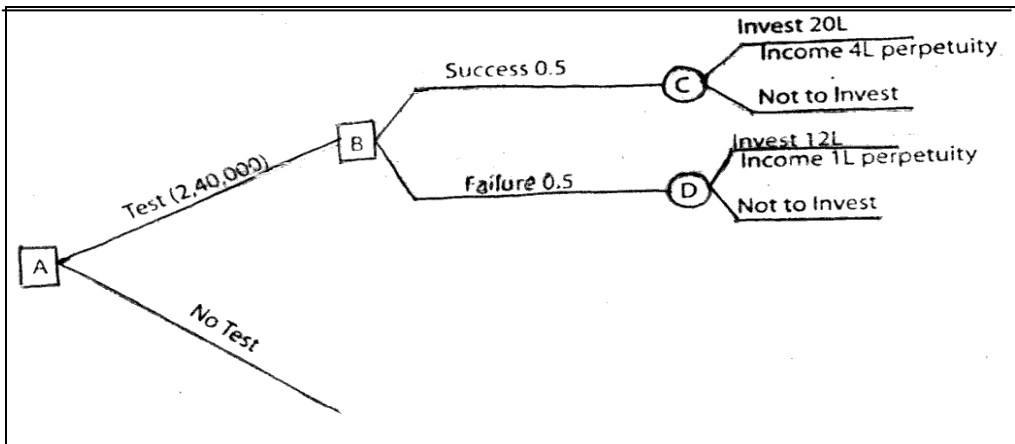 Invest 20L
Income 4L perpetuity
Success 0.5
C
Not to Invest
B
Invest 12L
Income 1L perpetuity
Test (2,40,000)
Failure 0.5
D
Not to Invest
A
No Test